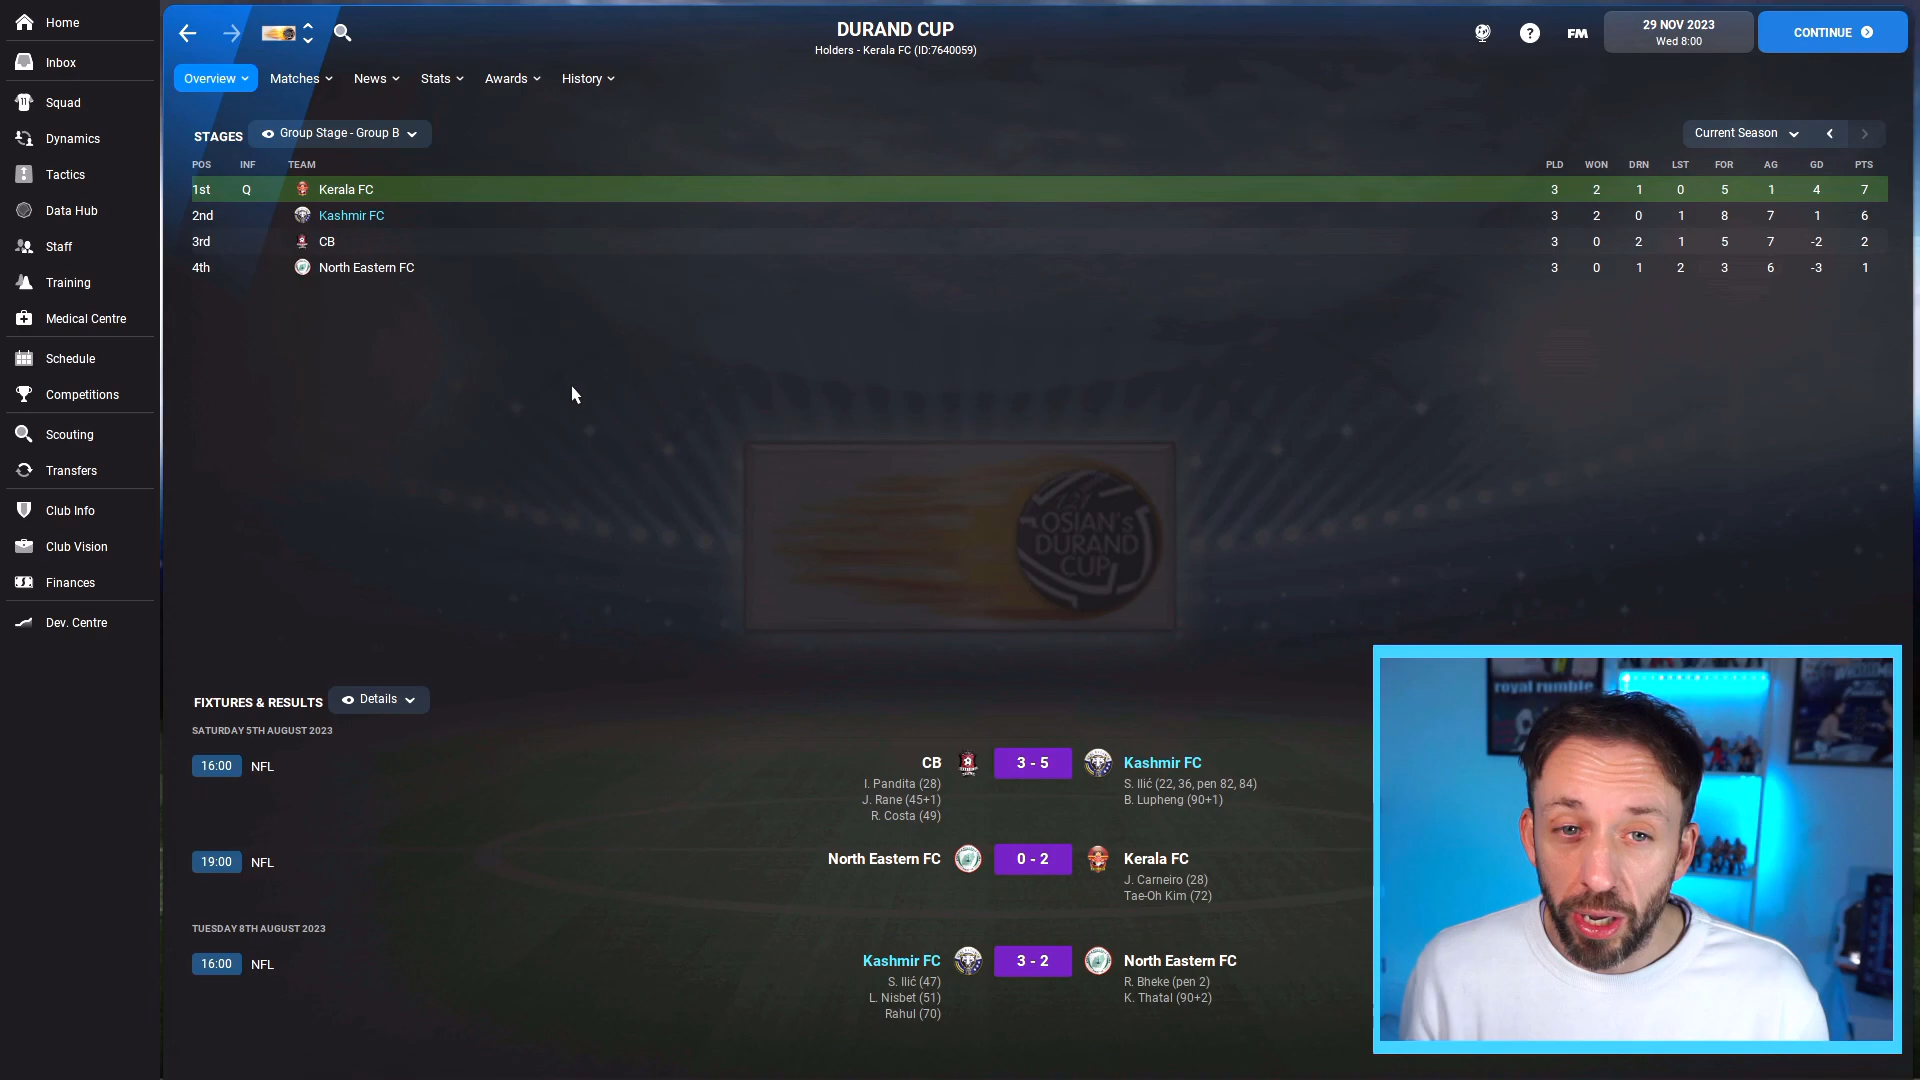 Home
Inbox
Squad
Dynamics
Tactics
Data Hub
Staff
Training
Medical Centre
Schedule
Competitions
Scouting
Transfers
Club Info
Club Vision
Finances
Dev. Centre
DURAND CUP
Holders - Kerala FC (ID:7640059)
? FM
29 NOV 2023
Wed 8:00
CONTINUE
Overview Matches News Stats Awards History
STAGES Group Stage - Group B Current Season
POS INF TEAM PLD WON DRN LST FOR AG GD PTS
1st Q Kerala FC 3 2 1 0 5 1 4 7
2nd Kashmir FC 3 2 0 1 8 7 1 6
3rd CB 3 0 2 1 5 7 -2 2
4th North Eastern FC 3 0 1 2 3 6 -3 1
OSIAN's
DURAND
CUP
FIXTURES & RESULTS Details
SATURDAY 5TH AUGUST 2023
16:00 NFL CB 3 - 5 Kashmir FC
I. Pandita (28) S. Ilić (22, 36, pen 82, 84)
J. Rane (45+1) B. Lupheng (90+1)
R. Costa (49)
19:00 NFL North Eastern FC 0 - 2 Kerala FC
J. Carneiro (28)
Tae-Oh Kim (72)
TUESDAY 8TH AUGUST 2023
16:00 NFL Kashmir FC 3 - 2 North Eastern FC
S. Ilić (47) R. Bheke (pen 2)
L. Nisbet (51) K. Thatal (90+2)
Rahul (70)
royal rumble